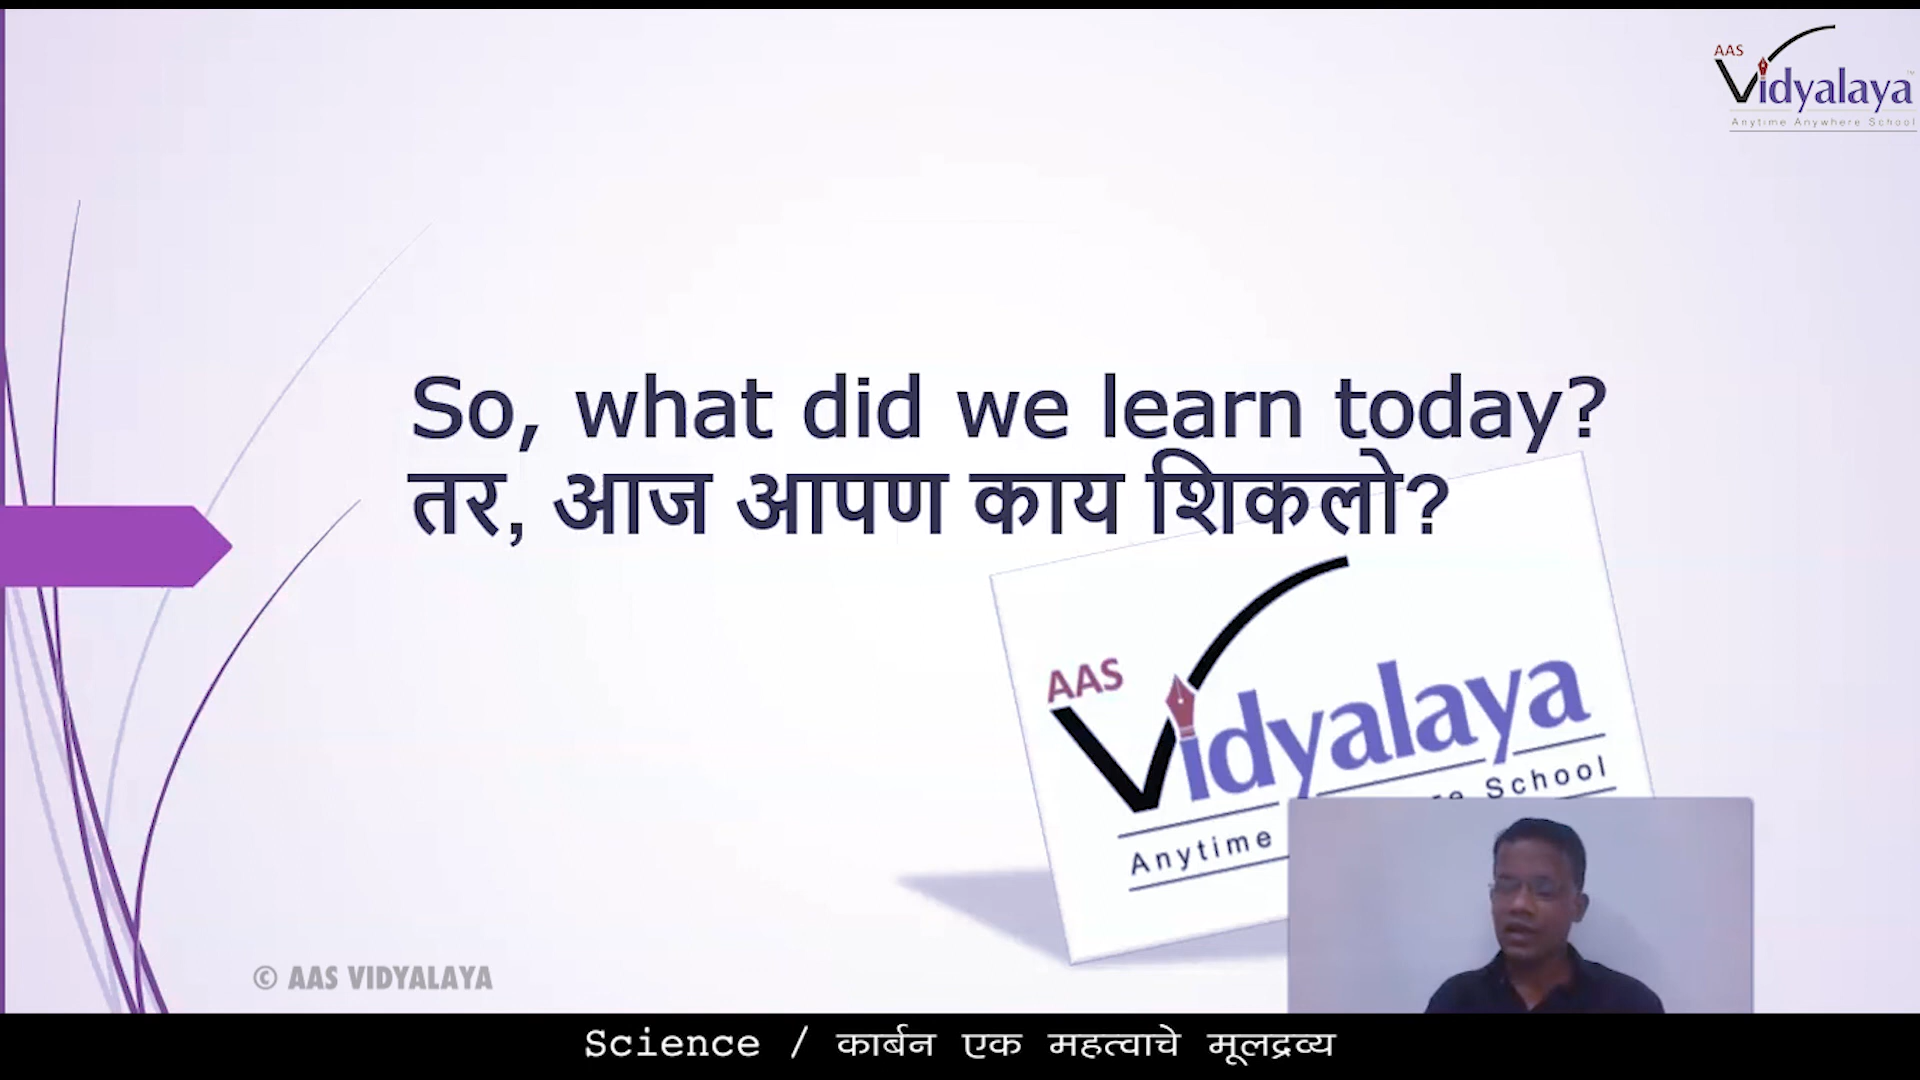 AAS
Vidyalaya
Anytime Anywhere School
So, what did we learn today?
तर, आज आपण काय शिकलो?
AAS
Vidyalaya
Anytime School
© AAS VIDYALAYA
Science / कार्बन एक महत्वाचे मूलद्रव्य